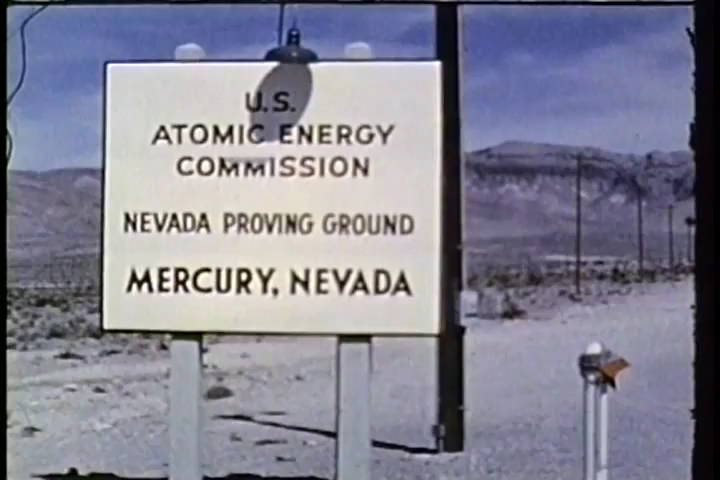 U.S.
ATOMIC ENERGY
COMMISSION
NEVADA PROVING GROUND
MERCURY, NEVADA